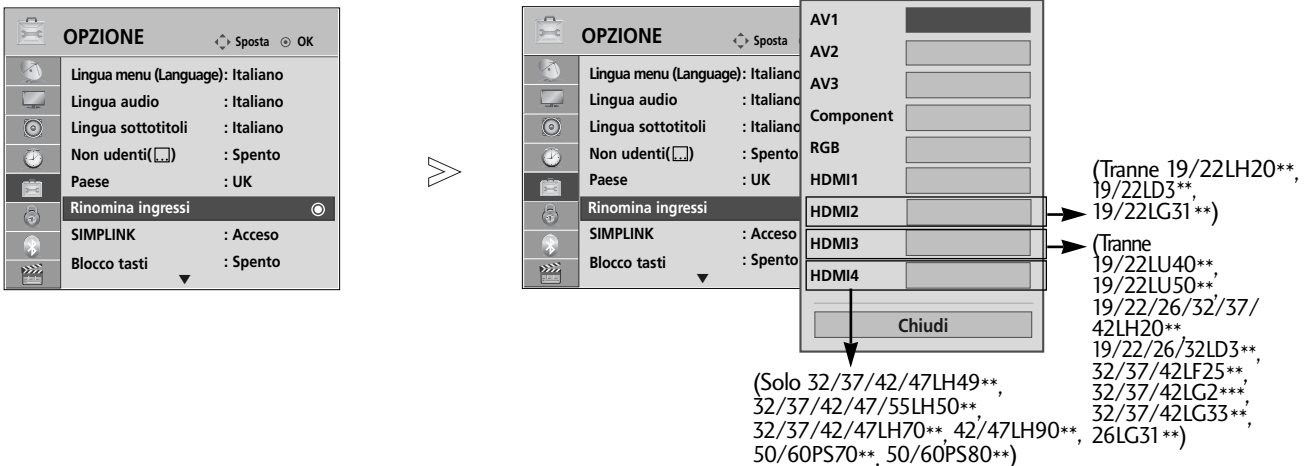 OPZIONE
Sposta OK
Lingua menu (Language): Italiano
Lingua audio : Italiano
Lingua sottotitoli : Italiano
Non udenti(...) : Spento
Paese : UK
Rinomina ingressi
SIMPLINK : Acceso
Blocco tasti : Spento
OPZIONE
Sposta
Lingua menu (Language): Italiano
Lingua audio : Italiano
Lingua sottotitoli : Italiano
Non udenti(...) : Spento
Paese : UK
Rinomina ingressi
SIMPLINK : Acceso
Blocco tasti : Spento
AV1
AV2
AV3
Component
RGB
HDMI1
HDMI2
HDMI3
HDMI4
Chiudi
(Tranne 19/22LH20**,
19/22LD3**,
19/22LG31**)
(Tranne
19/22LU40**,
19/22LU50**,
19/22/26/32/37/
42LH20**,
19/22/26/32LD3**,
32/37/42LF25**,
32/37/42LG2***,
32/37/42LG33**,
26LG31**)
(Solo 32/37/42/47LH49**,
32/37/42/47/55LH50**,
32/37/42/47LH70**, 42/47LH90**,
50/60PS70**, 50/60PS80**)